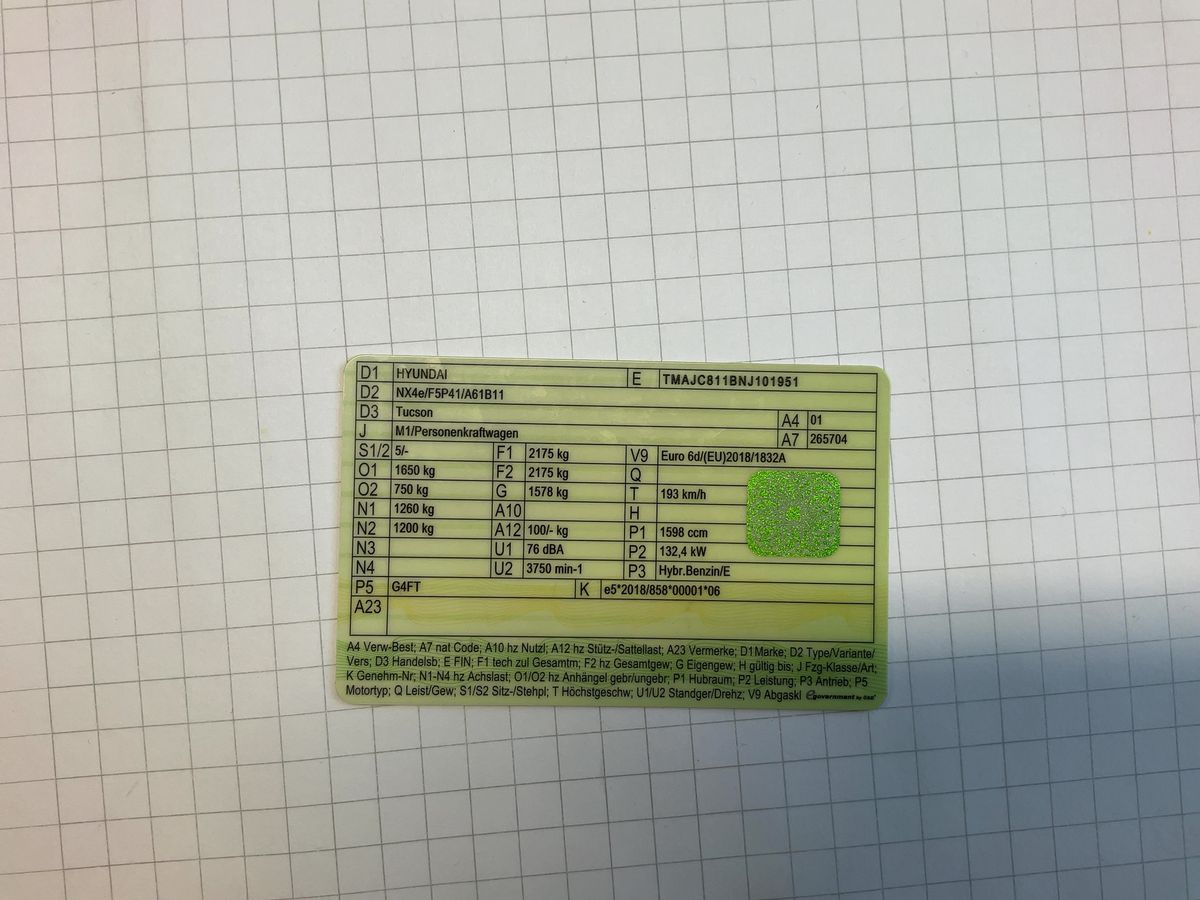 D1 HYUNDAI E TMAJC811BNJ101951
D2 NX4e/F5P41/A61B11
D3 Tucson A4 01
J M1/Personenkraftwagen A7 265704
S1/2 5/- F1 2175 kg V9 Euro 6d/(EU)2018/1832A
O1 1650 kg F2 2175 kg Q
O2 750 kg G 1578 kg T 193 km/h
N1 1260 kg A10 H
N2 1200 kg A12 100/- kg P1 1598 ccm
N3 U1 76 dBA P2 132,4 kW
N4 U2 3750 min-1 P3 Hybr.Benzin/E
P5 G4FT K e5*2018/858*00001*06
A23
A4 Verw-Best; A7 nat Code; A10 hz Nutzl; A12 hz Stütz-/Sattellast; A23 Vermerke; D1Marke; D2 Type/Variante/
Vers; D3 Handelsb; E FIN; F1 tech zul Gesamtm; F2 hz Gesamtgew; G Eigengew; H gültig bis; J Fzg-Klasse/Art;
K Genehm-Nr; N1-N4 hz Achslast; O1/O2 hz Anhängel gebr/ungebr; P1 Hubraum; P2 Leistung; P3 Antrieb; P5
Motortyp; Q Leist/Gew; S1/S2 Sitz-/Stehpl; T Höchstgeschw; U1/U2 Standger/Drehz; V9 Abgaskl egovernment by OSD